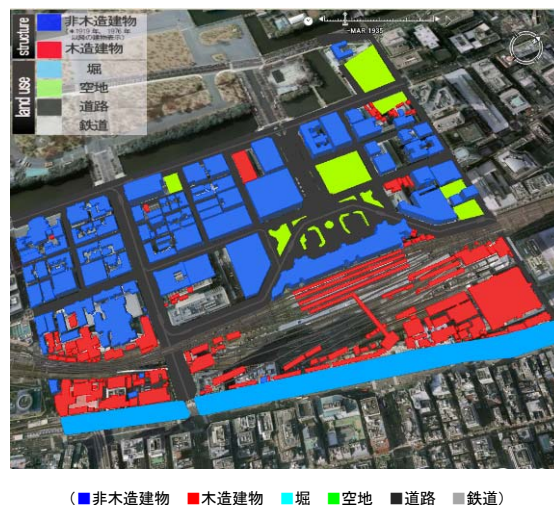 structure
非木造建物
木造建物
land use
堀
空地
道路
鉄道
-MAR 1935
(■非木造建物 ■木造建物 ■堀 ■空地 ■道路 ■鉄道)